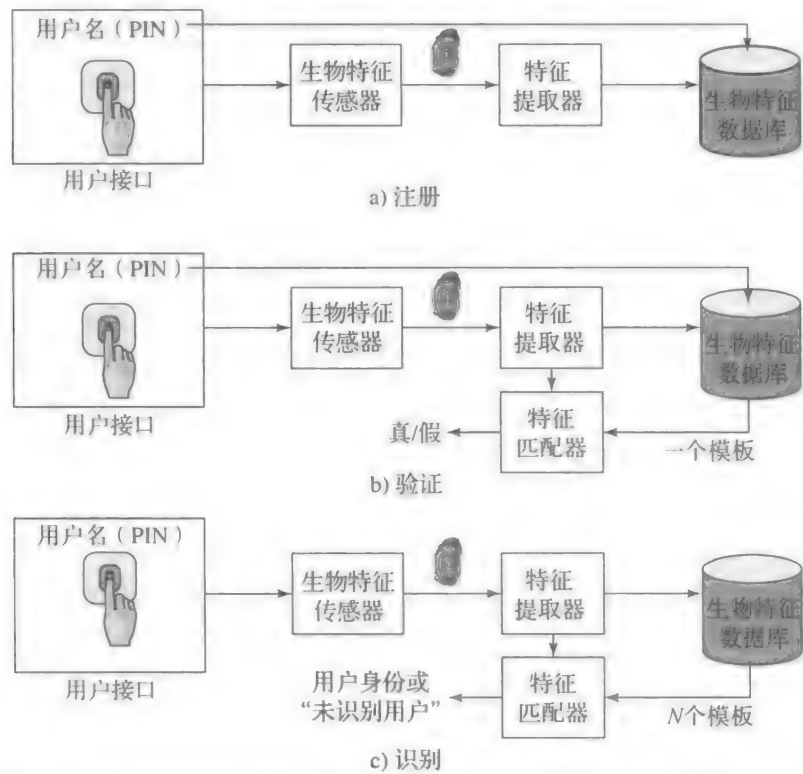 用户名（PIN）
用户接口
生物特征
传感器
特征
提取器
生物特征
数据库
a) 注册
用户名（PIN）
用户接口
生物特征
传感器
特征
提取器
生物特征
数据库
特征
匹配器
真/假
一个模板
b) 验证
用户名（PIN）
用户接口
生物特征
传感器
特征
提取器
生物特征
数据库
特征
匹配器
用户身份或
“未识别用户”
N个模板
c) 识别